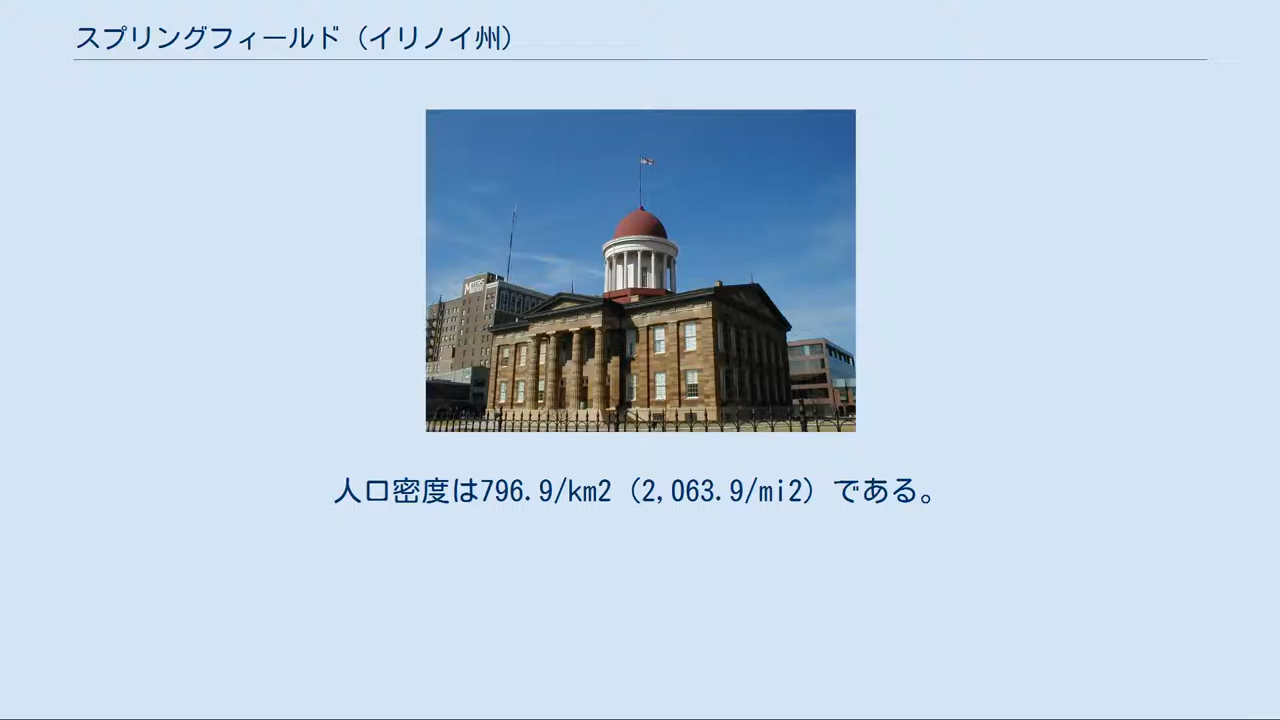 スプリングフィールド（イリノイ州）
人口密度は796.9/km2（2,063.9/mi2）である。